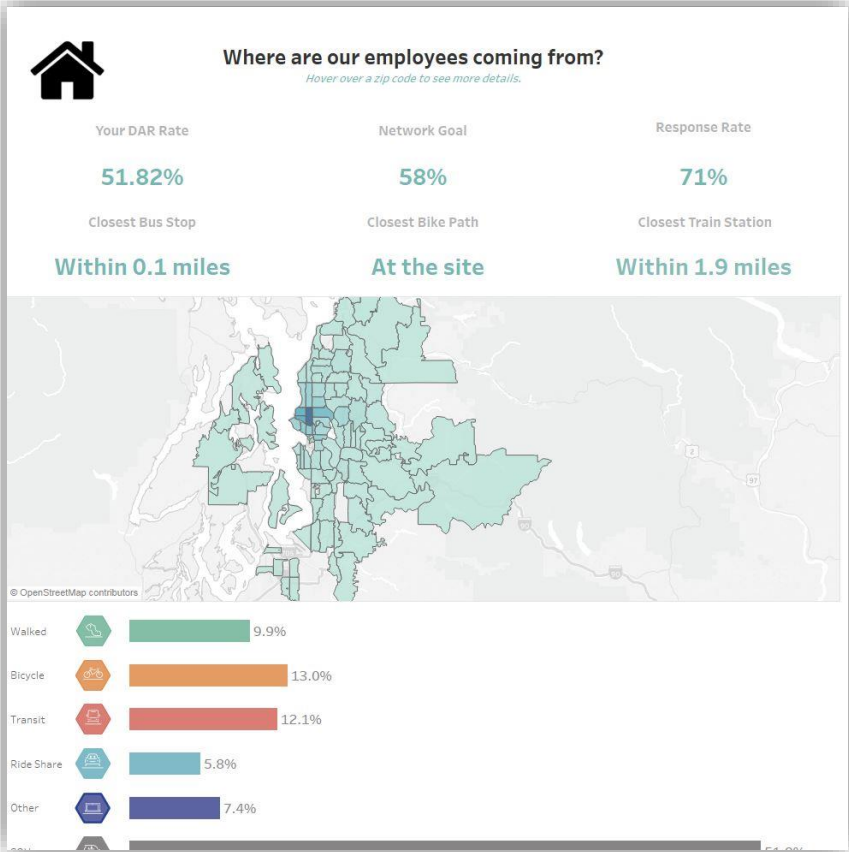 Where are our employees coming from?
Hover over a zip code to see more details.
Your DAR Rate
Network Goal
Response Rate
51.82%
58%
71%
Closest Bus Stop
Closest Bike Path
Closest Train Station
Within 0.1 miles
At the site
Within 1.9 miles
2
97
© OpenStreetMap contributors
Walked 9.9%
Bicycle 13.0%
Transit 12.1%
Ride Share 5.8%
Other 7.4%